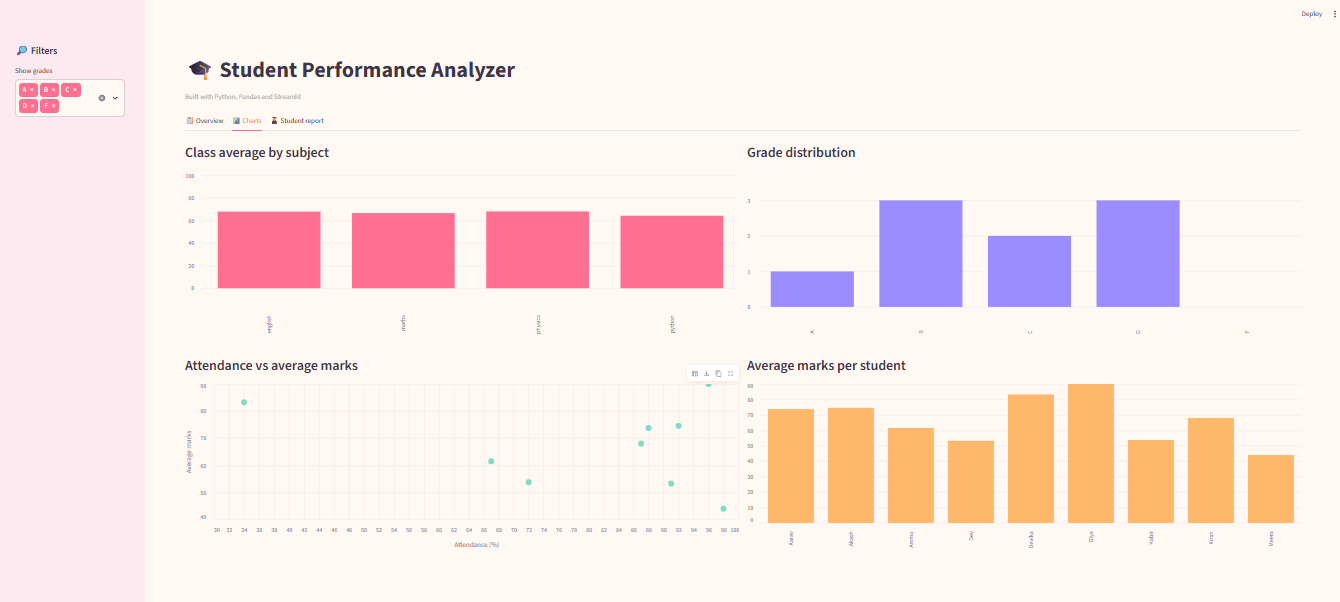 Deploy
Filters
Show grades
A × B × C ×
D × F ×
Student Performance Analyzer
Built with Python, Pandas and Streamlit
Overview Charts Student report
Class average by subject
100
80
60
40
20
0
english maths physics python
Grade distribution
3
2
1
0
A B C D F
Attendance vs average marks
90
80
70
60
50
40
Average marks
30 32 34 36 38 40 42 44 46 48 50 52 54 56 58 60 62 64 66 68 70 72 74 76 78 80 82 84 86 88 90 92 94 96 98 100
Attendance (%)
Average marks per student
90
80
70
60
50
40
30
20
10
0
Aarav Akash Ammu Dev Devika Diya Kabir Kiran Meera